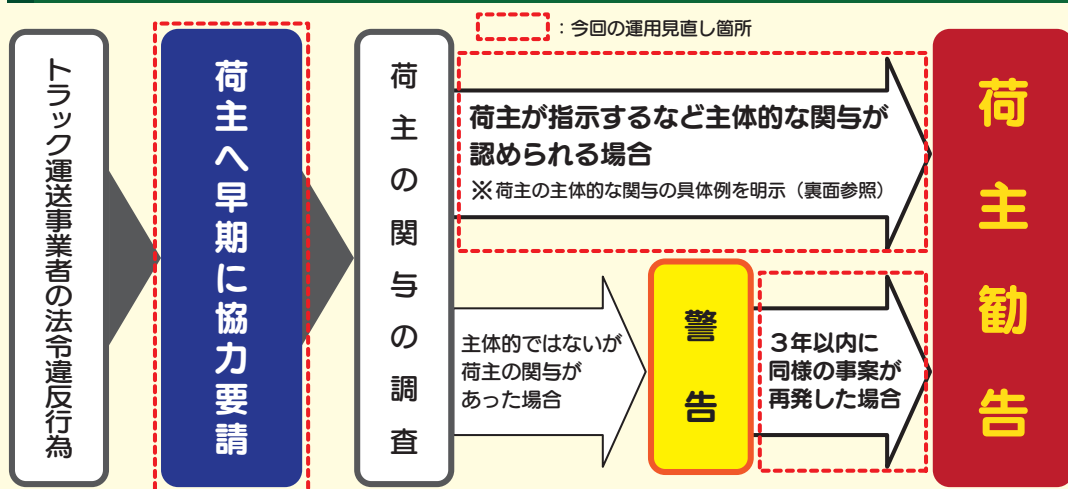 ：今回の運用見直し箇所
トラック運送事業者の法令違反行為
荷主へ早期に協力要請
荷主の関与の調査
荷主が指示するなど主体的な関与が
認められる場合
※荷主の主体的な関与の具体例を明示（裏面参照）
主体的ではないが
荷主の関与が
あった場合
警告
３年以内に
同様の事案が
再発した場合
荷主勧告